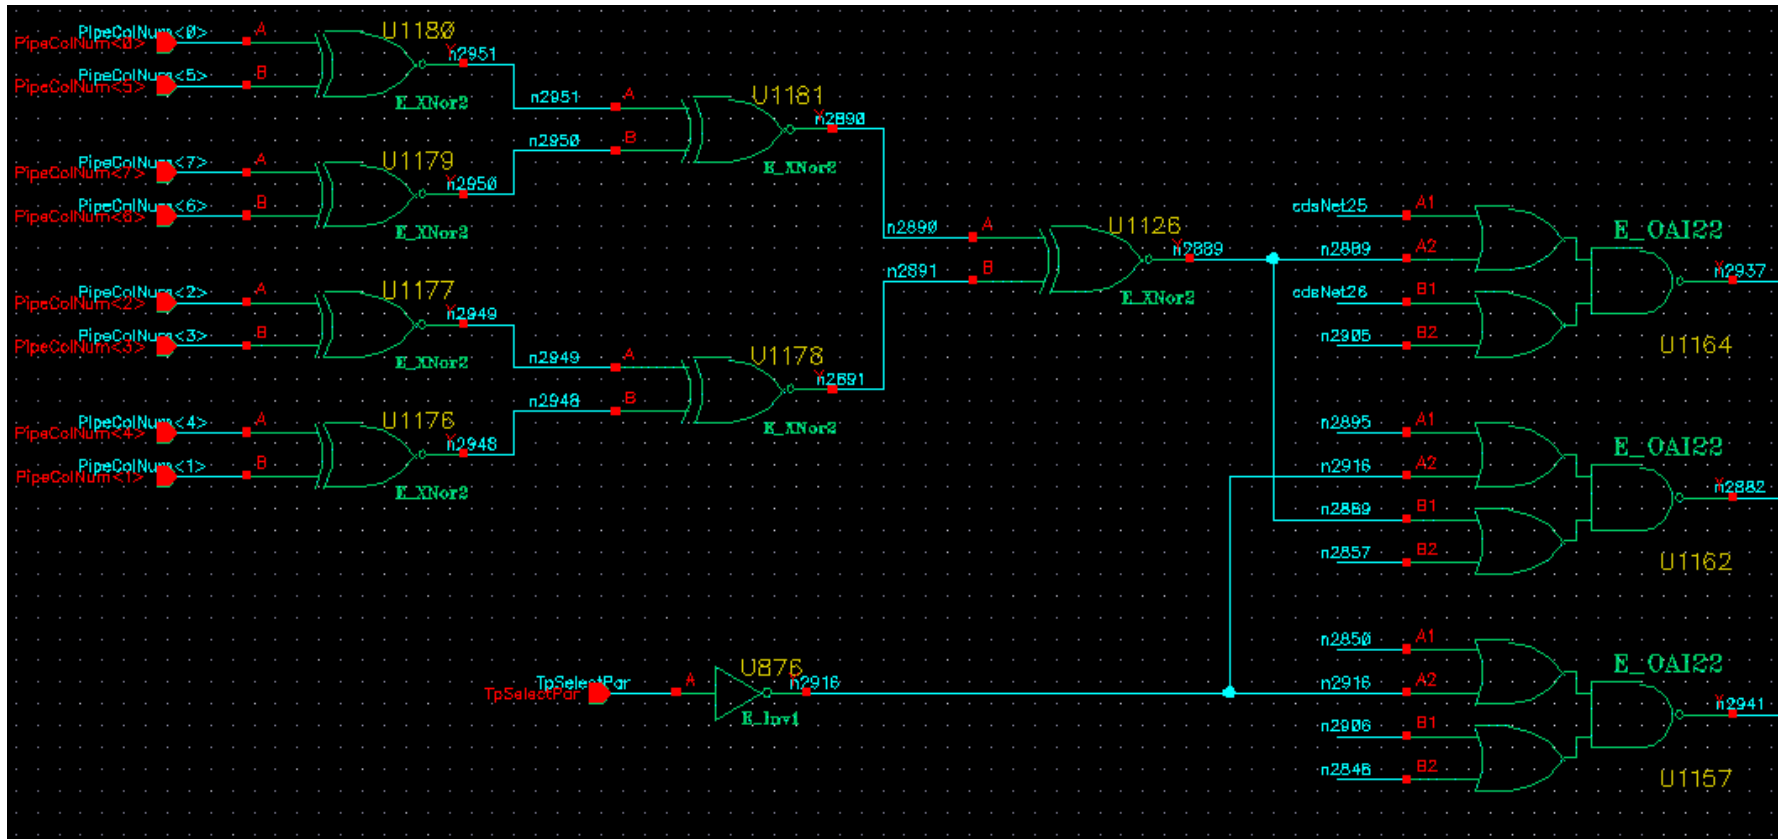 PipeColNum<0>
PipeColNum<0>
A
U1180
Y
n2951
PipeColNum<5>
PipeColNum<5>
B
E_XNor2
n2951
A
U1181
Y
n2890
n2950
B
E_XNor2
PipeColNum<7>
PipeColNum<7>
A
U1179
Y
n2950
PipeColNum<6>
PipeColNum<6>
B
E_XNor2
n2890
A
U1126
Y
n2889
n2891
B
E_XNor2
PipeColNum<2>
PipeColNum<2>
A
U1177
Y
n2949
PipeColNum<3>
PipeColNum<3>
B
E_XNor2
n2949
A
U1178
Y
n2891
n2948
B
E_XNor2
PipeColNum<4>
PipeColNum<4>
A
U1176
Y
n2948
PipeColNum<1>
PipeColNum<1>
B
E_XNor2
cdsNet25
A1
E_OAI22
n2889
A2
Y
n2937
cdsNet26
B1
n2905
B2
U1164
n2895
A1
E_OAI22
n2916
A2
Y
n2882
n2889
B1
n2857
B2
U1162
TpSelectPar
TpSelectPar
A
U876
Y
n2916
E_Inv1
n2850
A1
E_OAI22
n2916
A2
Y
n2941
n2906
B1
n2846
B2
U1157